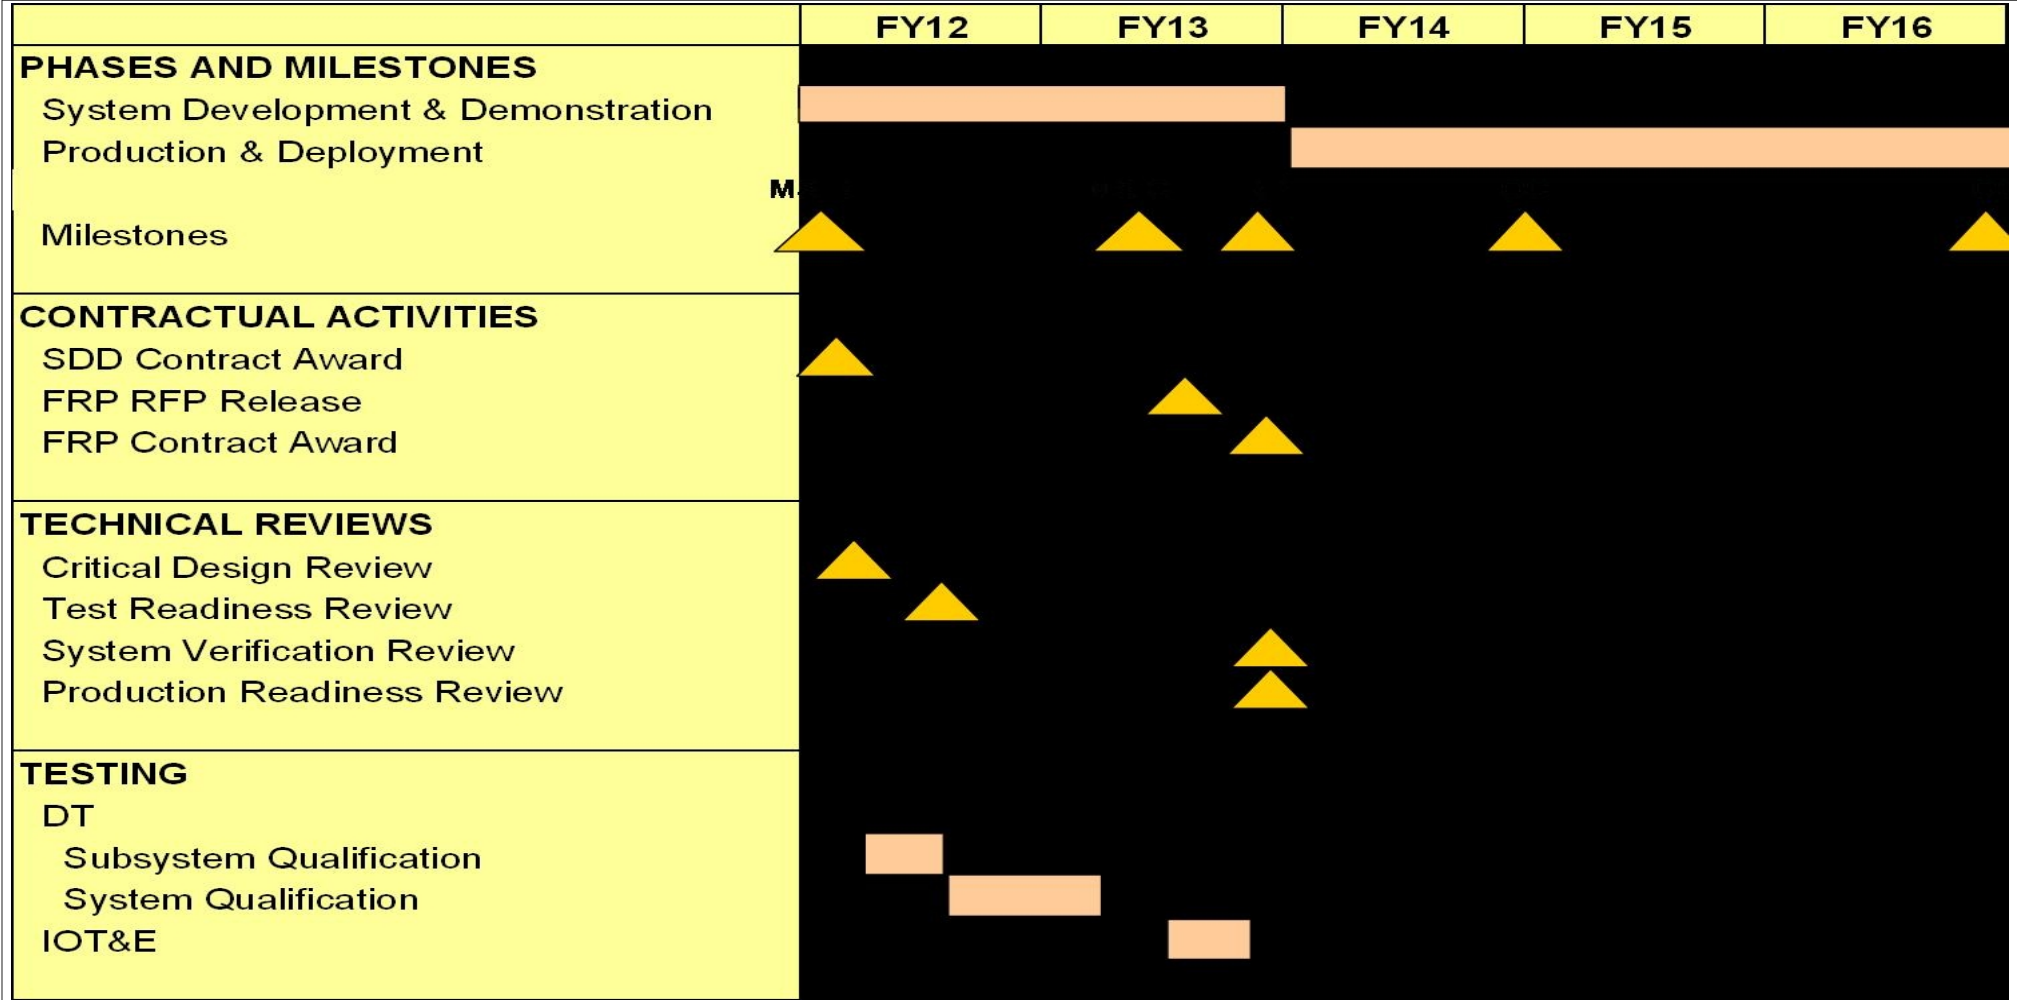 FY12 FY13 FY14 FY15 FY16
PHASES AND MILESTONES
System Development & Demonstration
Production & Deployment
Milestones
CONTRACTUAL ACTIVITIES
SDD Contract Award
FRP RFP Release
FRP Contract Award
TECHNICAL REVIEWS
Critical Design Review
Test Readiness Review
System Verification Review
Production Readiness Review
TESTING
DT
Subsystem Qualification
System Qualification
IOT&E